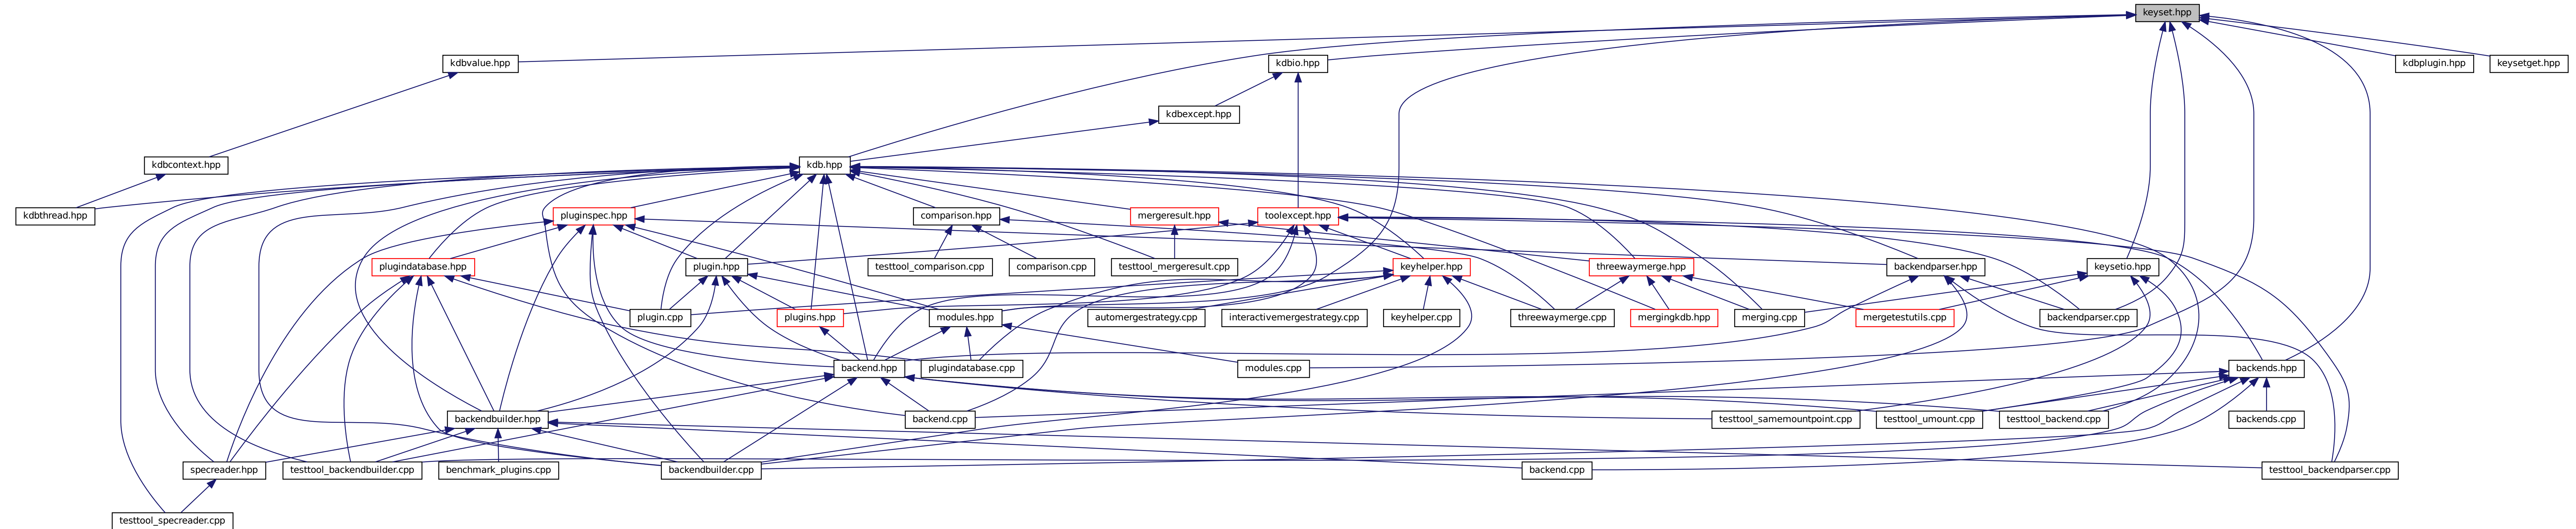 keyset.hpp
kdbvalue.hpp
kdbio.hpp
kdbplugin.hpp
keysetget.hpp
kdbexcept.hpp
kdbcontext.hpp
kdb.hpp
kdbthread.hpp
pluginspec.hpp
comparison.hpp
mergeresult.hpp
toolexcept.hpp
plugindatabase.hpp
plugin.hpp
testtool_comparison.cpp
comparison.cpp
testtool_mergeresult.cpp
keyhelper.hpp
threewaymerge.hpp
backendparser.hpp
keysetio.hpp
plugin.cpp
plugins.hpp
modules.hpp
automergestrategy.cpp
interactivemergestrategy.cpp
keyhelper.cpp
threewaymerge.cpp
mergingkdb.hpp
merging.cpp
mergetestutils.cpp
backendparser.cpp
backend.hpp
plugindatabase.cpp
modules.cpp
backends.hpp
backendbuilder.hpp
backend.cpp
testtool_samemountpoint.cpp
testtool_umount.cpp
testtool_backend.cpp
backends.cpp
specreader.hpp
testtool_backendbuilder.cpp
benchmark_plugins.cpp
backendbuilder.cpp
backend.cpp
testtool_backendparser.cpp
testtool_specreader.cpp